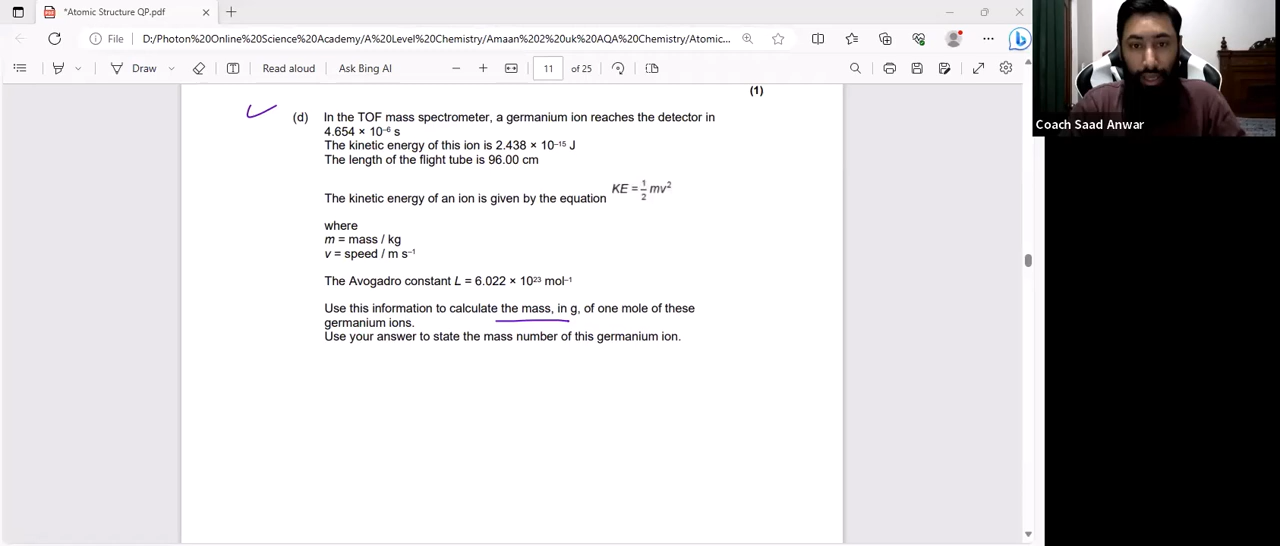 *Atomic Structure QP.pdf
File D:/Photon%20Online%20Science%20Academy/A%20Level%20Chemistry/Amaan%202%20uk%20AQA%20Chemistry/Atomic...
Draw Read aloud Ask Bing AI 11 of 25
(1)
(d) In the TOF mass spectrometer, a germanium ion reaches the detector in
4.654 × 10⁻⁶ s
The kinetic energy of this ion is 2.438 × 10⁻¹⁵ J
The length of the flight tube is 96.00 cm
The kinetic energy of an ion is given by the equation KE = ½ mv²
where
m = mass / kg
v = speed / m s⁻¹
The Avogadro constant L = 6.022 × 10²³ mol⁻¹
Use this information to calculate the mass, in g, of one mole of these
germanium ions.
Use your answer to state the mass number of this germanium ion.
Coach Saad Anwar